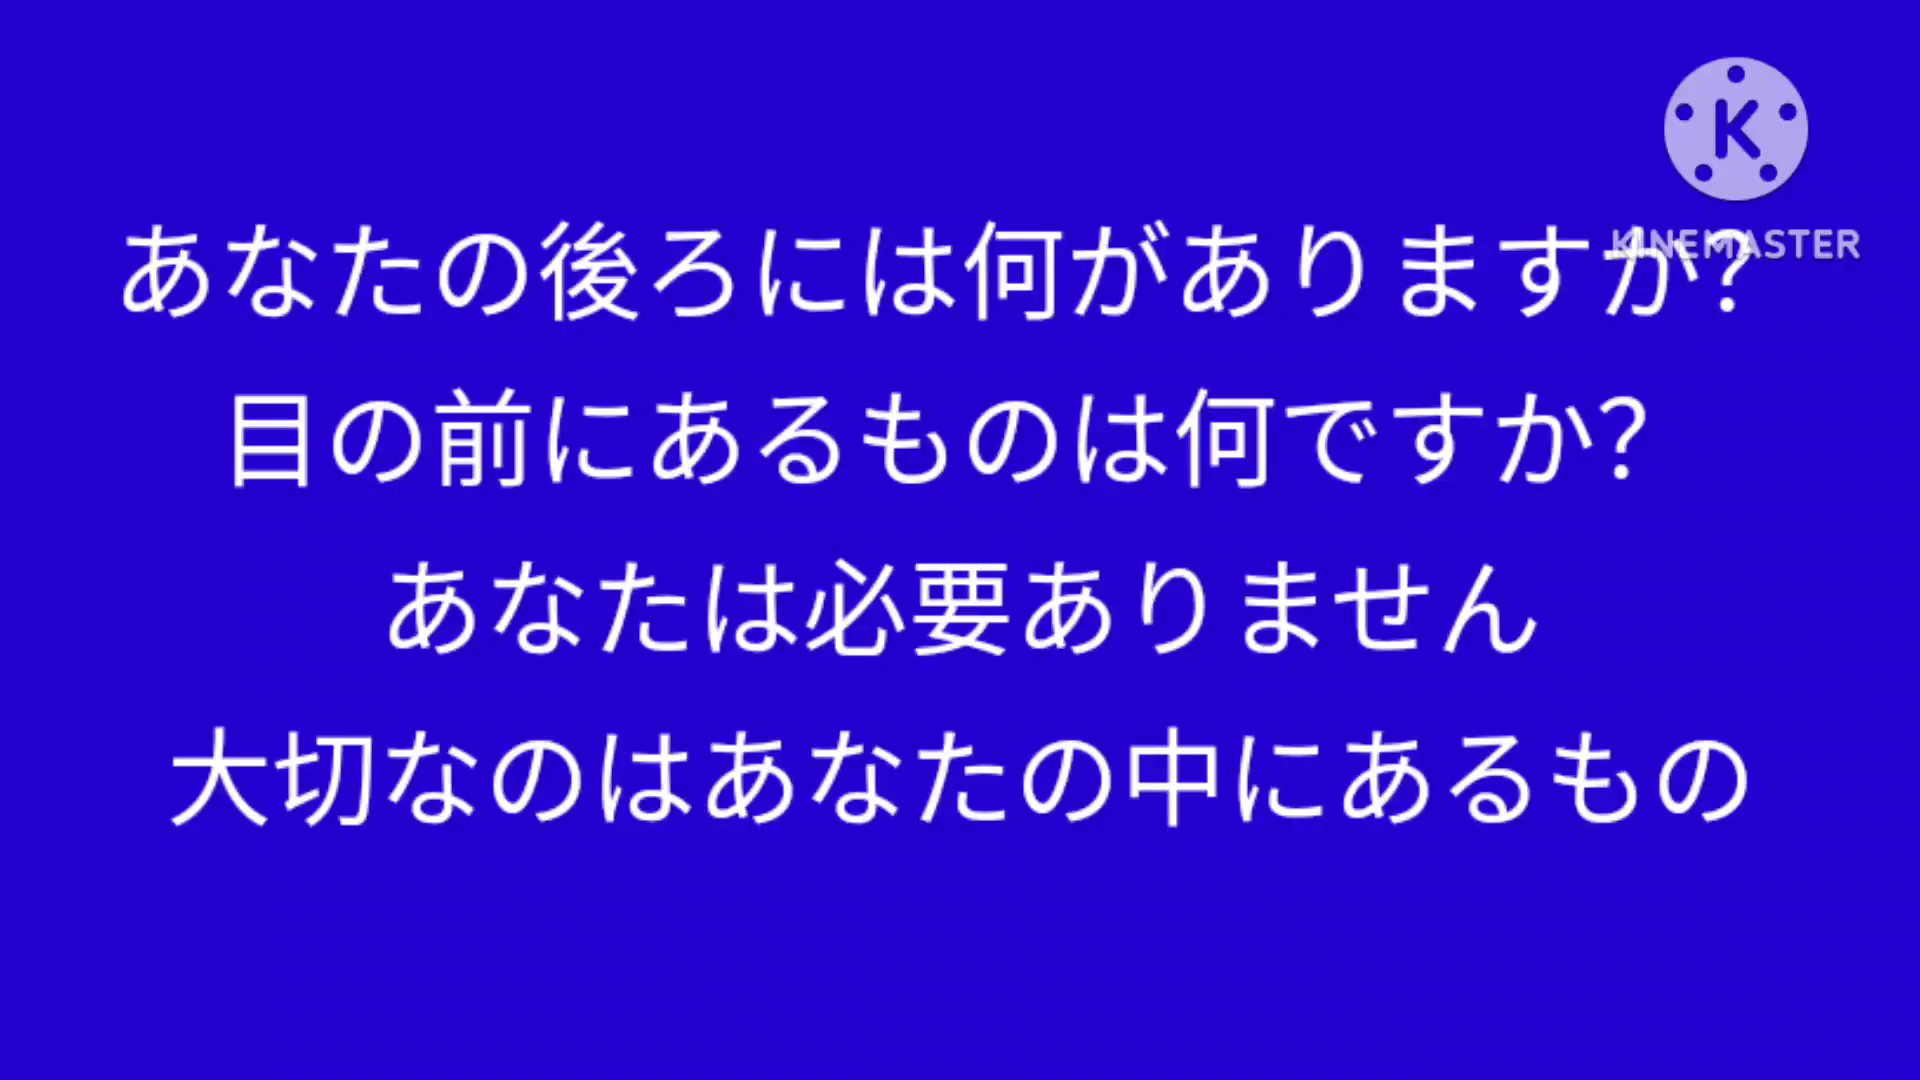 K
KINEMASTER
あなたの後ろには何がありますか?
目の前にあるものは何ですか?
あなたは必要ありません
大切なのはあなたの中にあるもの